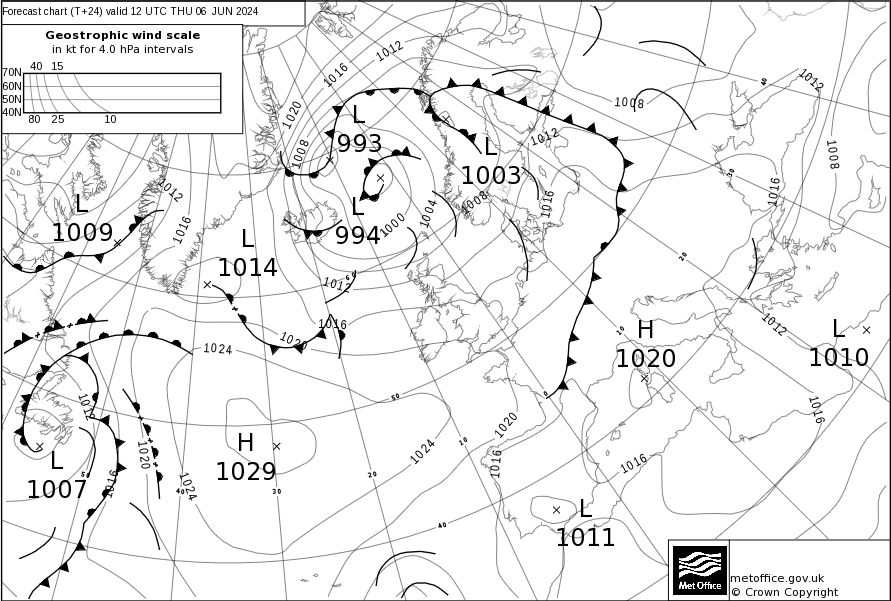 Forecast chart (T+24) valid 12 UTC THU 06 JUN 2024
Geostrophic wind scale
in kt for 4.0 hPa intervals
40 15
70N
60N
50N
40N
80 25 10
1012
1016
1020
1008
1012
1008
1012
1008
L
993
L
1003
1012
1016
1016
1016
L
1009
L
994
1008
1004
1000
L
1014
1012
1016
1020
1024
H
1020
1012
L
1010
1012
H
1029
1020
1024
1016
1024
1020
1016
1016
1016
L
1007
L
1011
50
40
30
20
10
0
10
20
30
40
50
60
40
metoffice.gov.uk
© Crown Copyright
Met Office